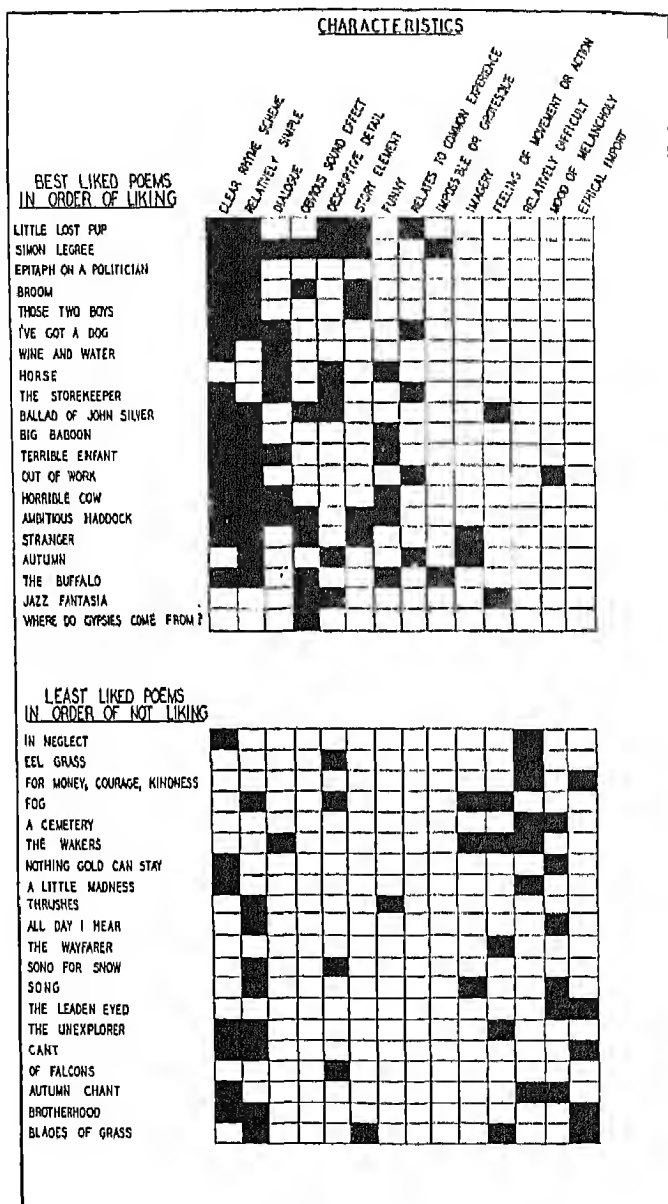 CHARACTERISTICS
CLEAR RHYME SCHEME
RELATIVELY SIMPLE
DIALOGUE
OBVIOUS SOUND EFFECT
DESCRIPTIVE DETAIL
STORY ELEMENT
FUNNY
RELATES TO COMMON EXPERIENCE
IMPOSSIBLE OR GROTESQUE
IMAGERY
FEELING OF MOVEMENT OR ACTION
RELATIVELY DIFFICULT
MOOD OF MELANCHOLY
ETHICAL IMPORT
BEST LIKED POEMS
IN ORDER OF LIKING
LITTLE LOST PUP
SIMON LEGREE
EPITAPH ON A POLITICIAN
BROOM
THOSE TWO BOYS
I'VE GOT A DOG
WINE AND WATER
HORSE
THE STOREKEEPER
BALLAD OF JOHN SILVER
BIG BABOON
TERRIBLE ENFANT
OUT OF WORK
HORRIBLE COW
AMBITIOUS HADDOCK
STRANGER
AUTUMN
THE BUFFALO
JAZZ FANTASIA
WHERE DO GYPSIES COME FROM?
LEAST LIKED POEMS
IN ORDER OF NOT LIKING
IN NEGLECT
EEL GRASS
FOR MONEY, COURAGE, KINDNESS
FOG
A CEMETERY
THE WAKERS
NOTHING GOLD CAN STAY
A LITTLE MADNESS
THRUSHES
ALL DAY I HEAR
THE WAYFARER
SONG FOR SNOW
SONG
THE LEADEN EYED
THE UNEXPLORER
CANT
OF FALCONS
AUTUMN CHANT
BROTHERHOOD
BLADES OF GRASS